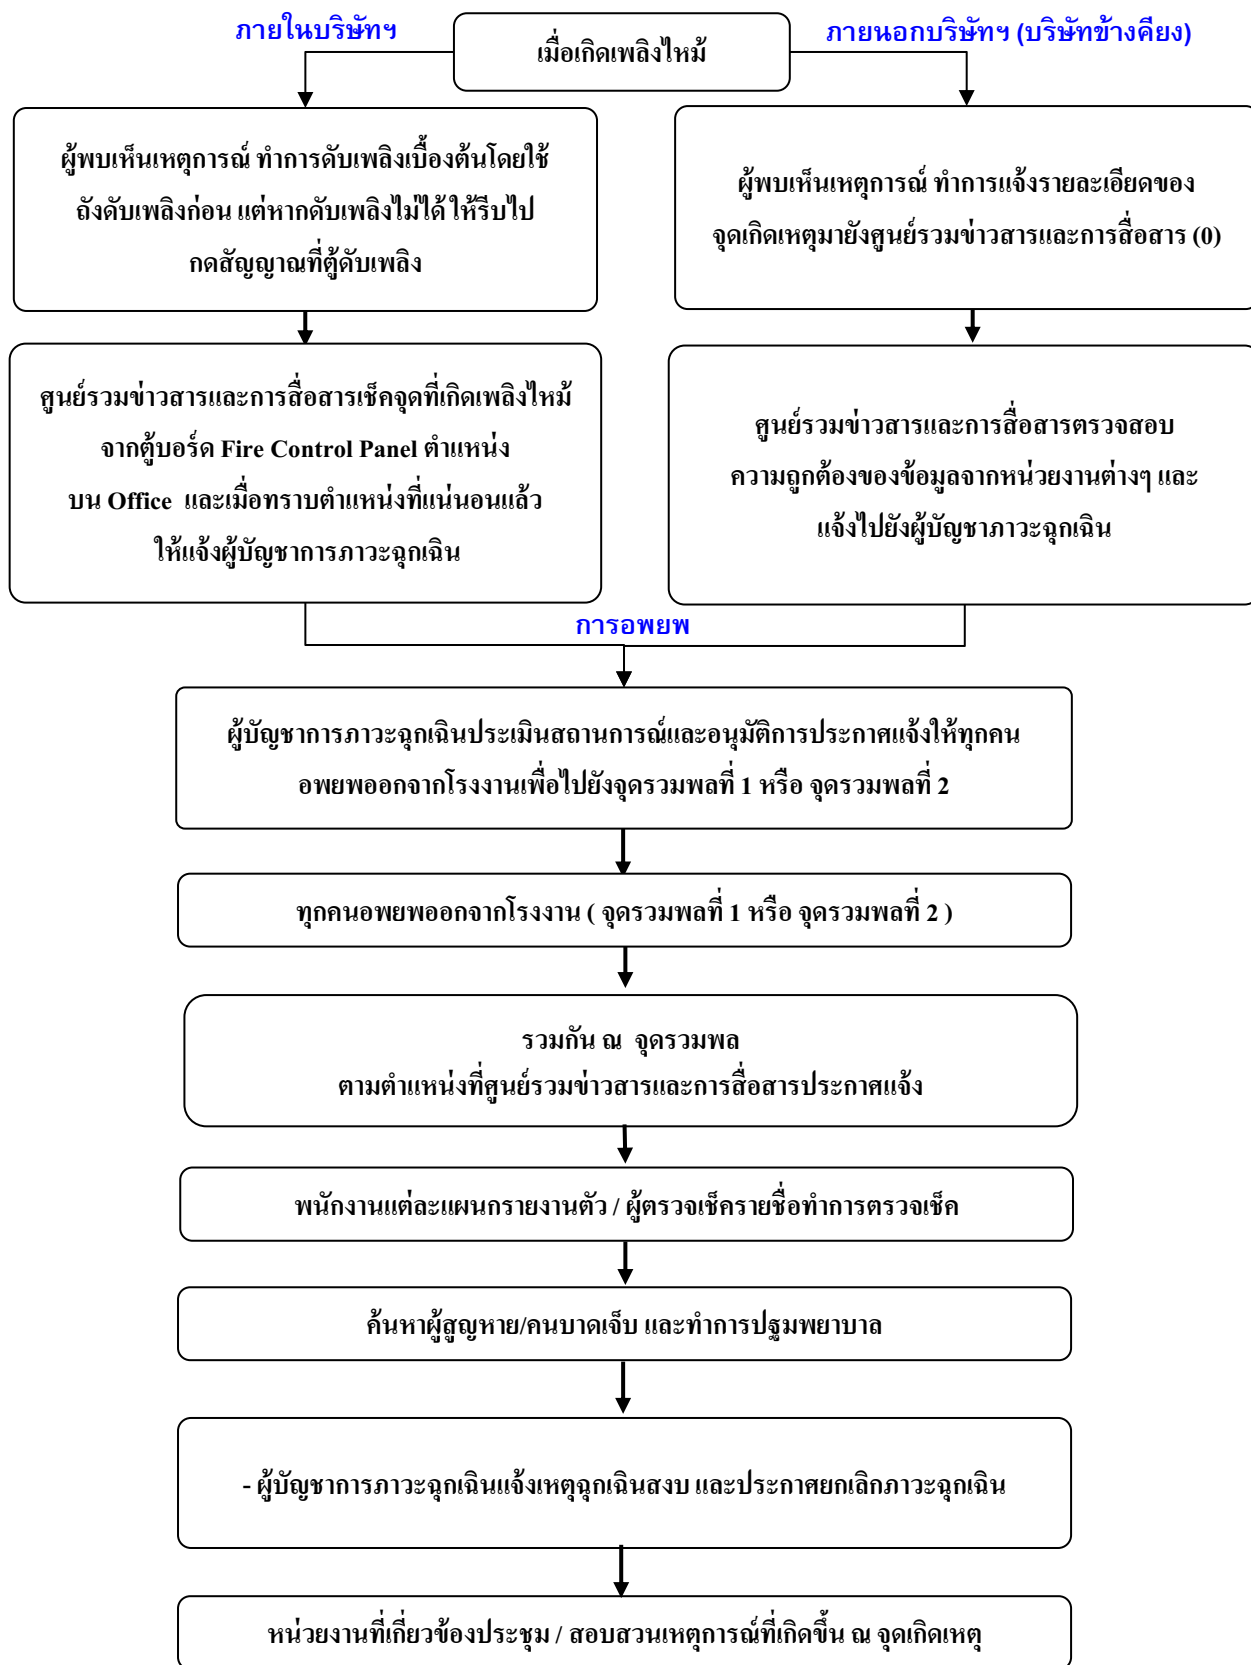 ภายในบริษัทฯ
เมื่อเกิดเพลิงไหม้
ภายนอกบริษัทฯ (บริษัทข้างคียง)
ผู้พบเห็นเหตุการณ์ ทำการดับเพลิงเบื้องต้นโดยใช้
ถังดับเพลิงก่อน แต่หากดับเพลิงไม่ได้ ให้รีบไป
กดสัญญาณที่ตู้ดับเพลิง
ผู้พบเห็นเหตุการณ์ ทำการแจ้งรายละเอียดของ
จุดเกิดเหตุมายังศูนย์รวมข่าวสารและการสื่อสาร (0)
ศูนย์รวมข่าวสารและการสื่อสารเช็คจุดที่เกิดเพลิงไหม้
จากตู้บอร์ด Fire Control Panel ตำแหน่ง
บน Office และเมื่อทราบตำแหน่งที่แน่นอนแล้ว
ให้แจ้งผู้บัญชาการภาวะฉุกเฉิน
ศูนย์รวมข่าวสารและการสื่อสารตรวจสอบ
ความถูกต้องของข้อมูลจากหน่วยงานต่างๆ และ
แจ้งไปยังผู้บัญชาภาวะฉุกเฉิน
การอพยพ
ผู้บัญชาการภาวะฉุกเฉินประเมินสถานการณ์และอนุมัติการประกาศแจ้งให้ทุกคน
อพยพออกจากโรงงานเพื่อไปยังจุดรวมพลที่ 1 หรือ จุดรวมพลที่ 2
ทุกคนอพยพออกจากโรงงาน ( จุดรวมพลที่ 1 หรือ จุดรวมพลที่ 2 )
รวมกัน ณ จุดรวมพล
ตามตำแหน่งที่ศูนย์รวมข่าวสารและการสื่อสารประกาศแจ้ง
พนักงานแต่ละแผนกรายงานตัว / ผู้ตรวจเช็ครายชื่อทำการตรวจเช็ค
ค้นหาผู้สูญหาย/คนบาดเจ็บ และทำการปฐมพยาบาล
- ผู้บัญชาการภาวะฉุกเฉินแจ้งเหตุฉุกเฉินสงบ และประกาศยกเลิกภาวะฉุกเฉิน
หน่วยงานที่เกี่ยวข้องประชุม / สอบสวนเหตุการณ์ที่เกิดขึ้น ณ จุดเกิดเหตุ